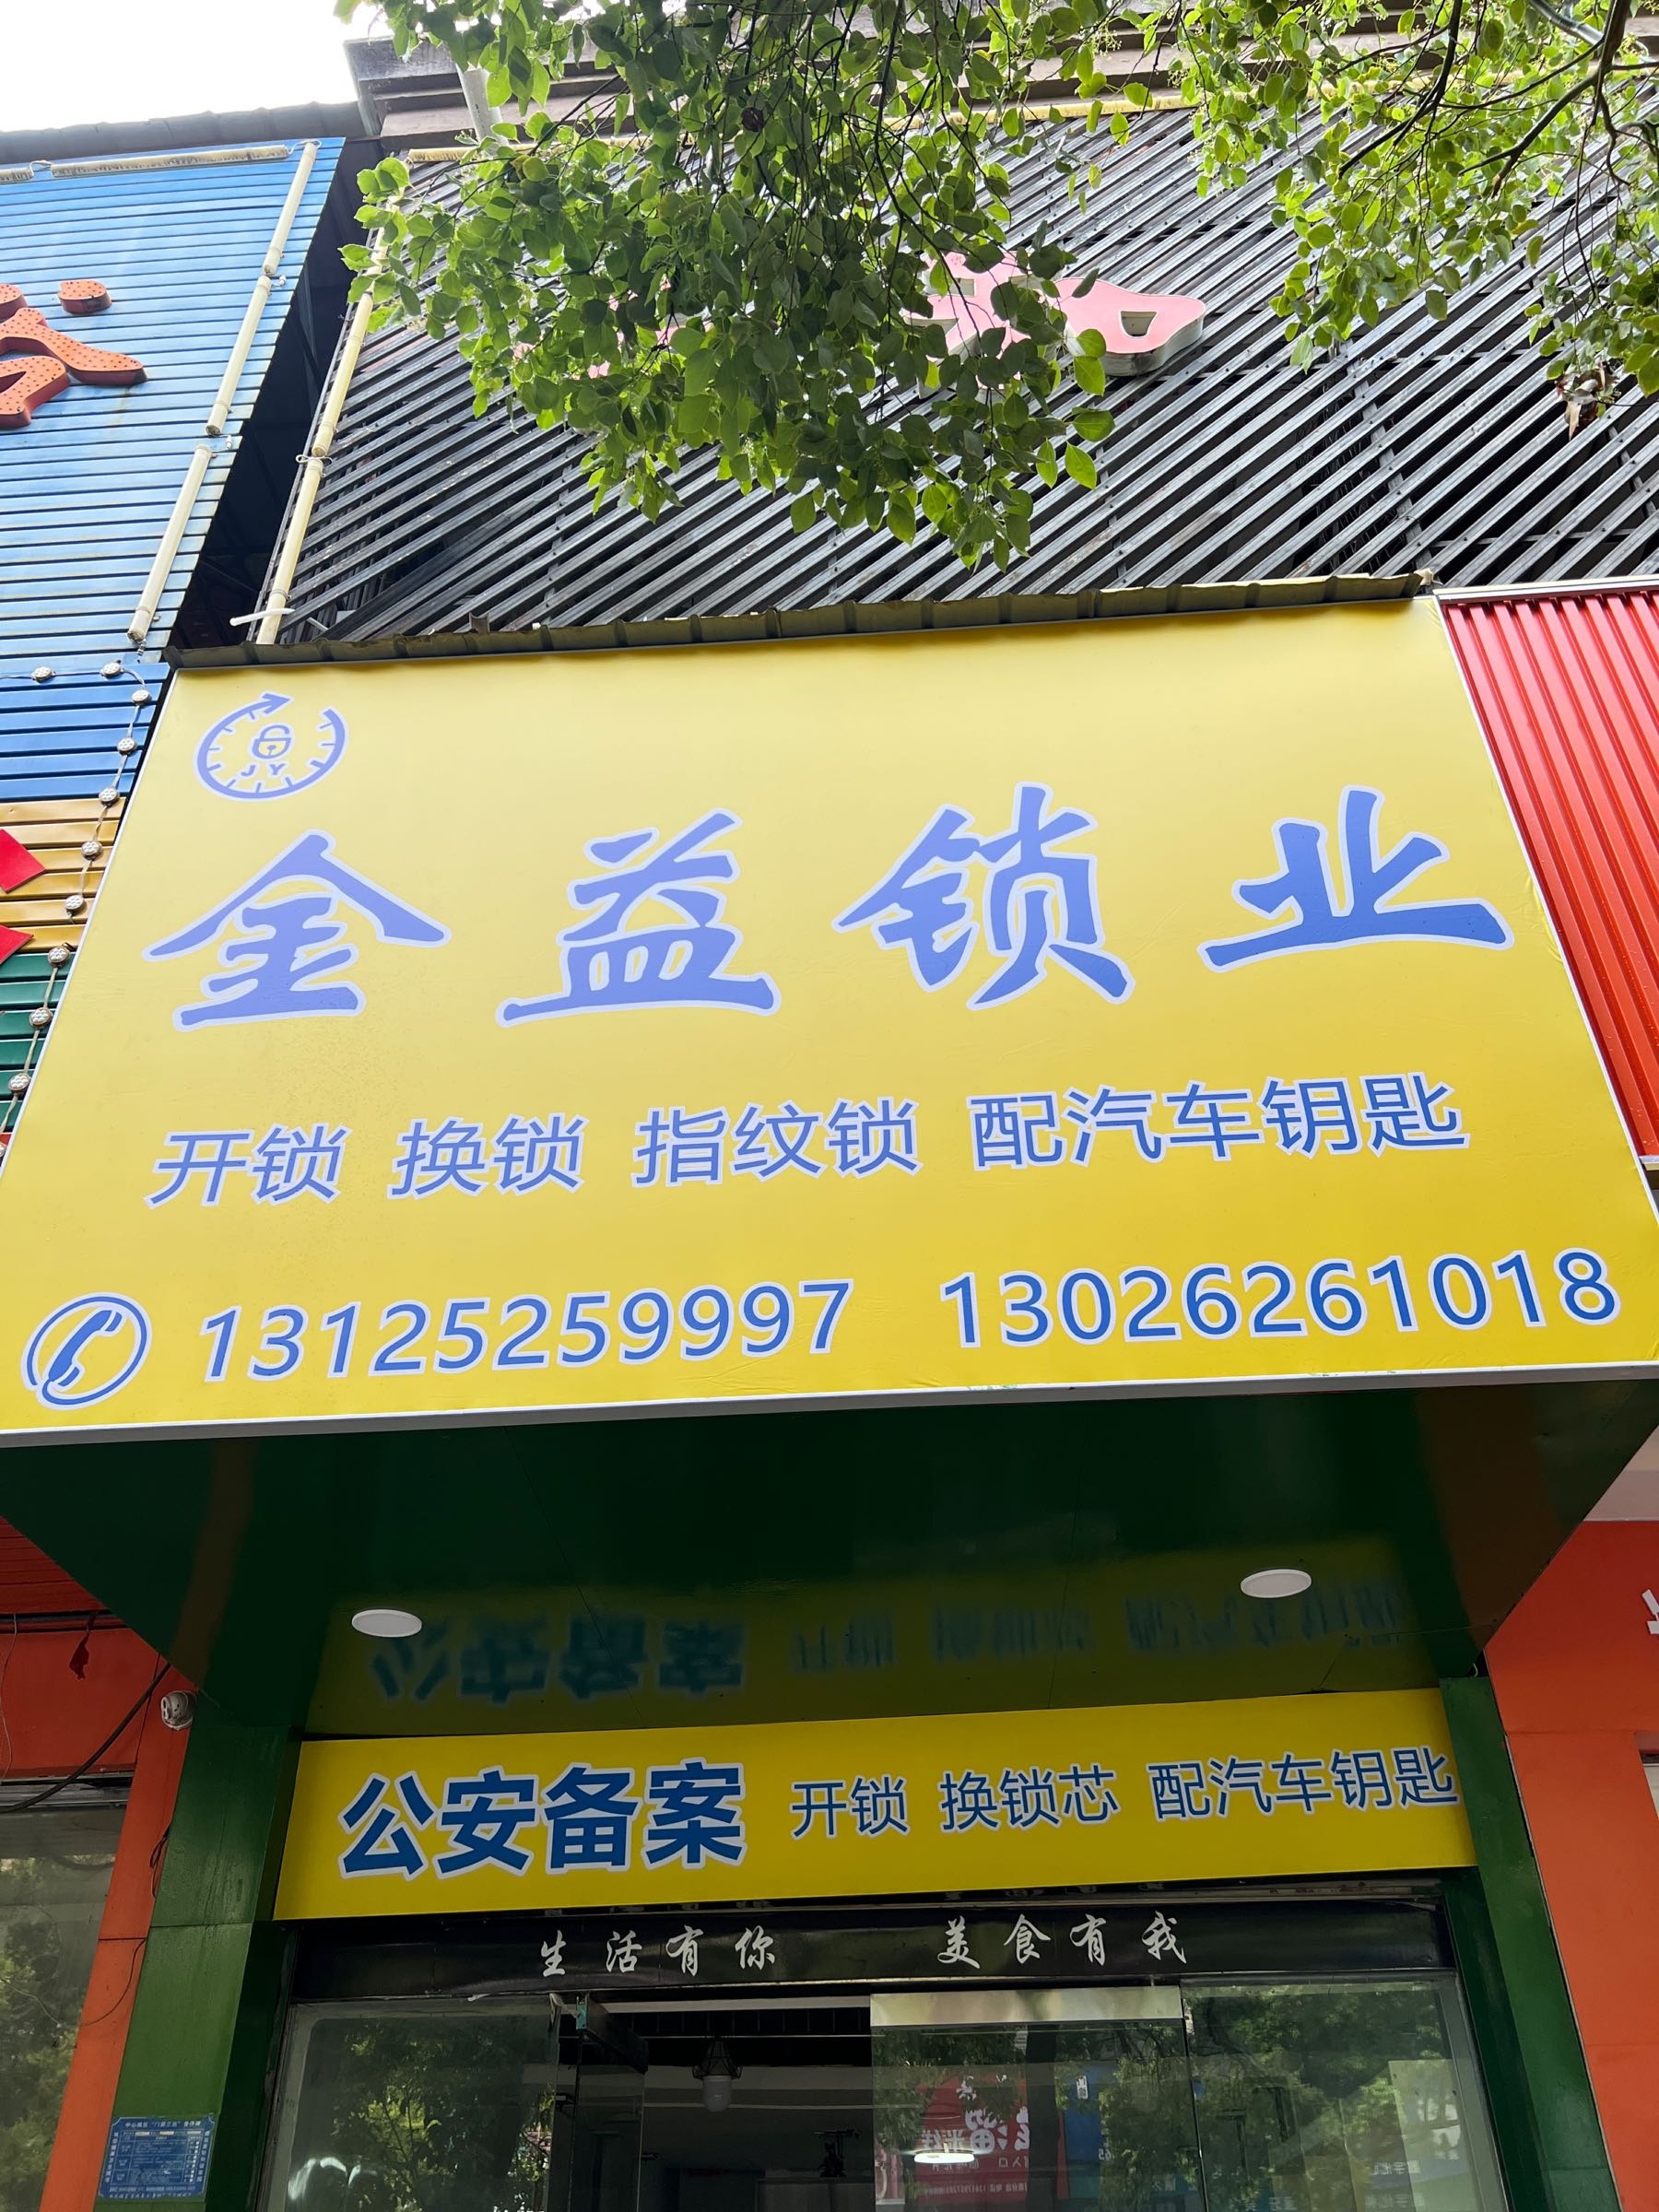 JY
金益锁业
开锁 换锁 指纹锁 配汽车钥匙
13125259997 13026261018
公安备案 开锁 换锁芯 配汽车钥匙
生活有你 美食有我